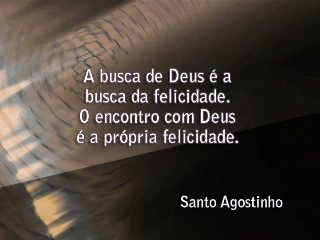 A busca de Deus é a
busca da felicidade.
O encontro com Deus
é a própria felicidade.
Santo Agostinho